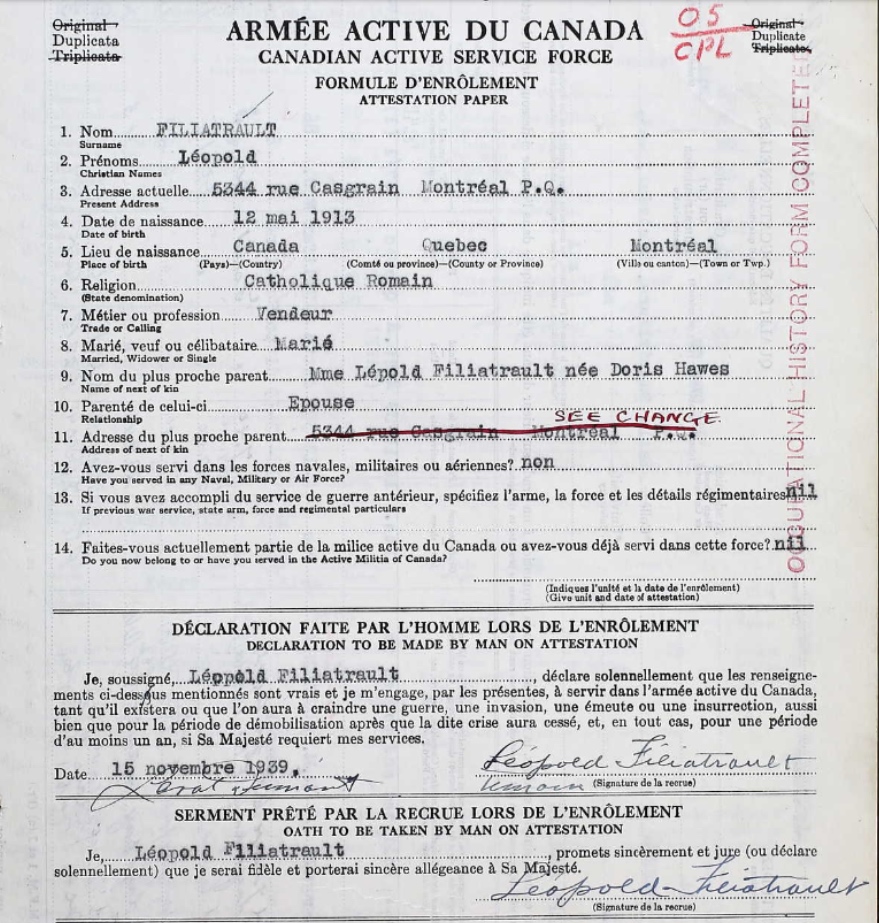 Original
Duplicata
Triplicata
ARMÉE ACTIVE DU CANADA
CANADIAN ACTIVE SERVICE FORCE
FORMULE D'ENRÔLEMENT
ATTESTATION PAPER
O5
CPL
Original
Duplicate
Triplicate
1. Nom FILIATRAULT
Surname
2. Prénoms Léopold
Christian Names
3. Adresse actuelle 5344 rue Casgrain Montréal P.Q.
Present Address
4. Date de naissance 12 mai 1913
Date of birth
5. Lieu de naissance Canada Quebec Montréal
Place of birth (Pays)—(Country) (Comté ou province)—(County or Province) (Ville ou canton)—(Town or Twp.)
6. Religion Catholique Romain
(State denomination)
7. Métier ou profession Vendeur
Trade or Calling
8. Marié, veuf ou célibataire Marié
Married, Widower or Single
9. Nom du plus proche parent Mme Lépold Filiatrault née Doris Hawes
Name of next of kin
10. Parenté de celui-ci Epouse
Relationship
SEE CHANGE.
11. Adresse du plus proche parent 5344 rue Casgrain Montréal P.Q.
Address of next of kin
12. Avez-vous servi dans les forces navales, militaires ou aériennes? non
Have you served in any Naval, Military or Air Force?
13. Si vous avez accompli du service de guerre antérieur, spécifiez l'arme, la force et les détails régimentaires nil
If previous war service, state arm, force and regimental particulars
14. Faites-vous actuellement partie de la milice active du Canada ou avez-vous déjà servi dans cette force? nil
Do you now belong to or have you served in the Active Militia of Canada?
(Indiques l'unité et la date de l'enrôlement)
(Give unit and date of attestation)
OCCUPATIONAL HISTORY FORM COMPLETED
DÉCLARATION FAITE PAR L'HOMME LORS DE L'ENRÔLEMENT
DECLARATION TO BE MADE BY MAN ON ATTESTATION
Je, soussigné, Léopold Filiatrault, déclare solennellement que les renseigne-
ments ci-dessus mentionnés sont vrais et je m'engage, par les présentes, à servir dans l'armée active du Canada,
tant qu'il existera ou que l'on aura à craindre une guerre, une invasion, une émeute ou une insurrection, aussi
bien que pour la période de démobilisation après que la dite crise aura cessé, et, en tout cas, pour une période
d'au moins un an, si Sa Majesté requiert mes services.
Date 15 novembre 1939. Léopold Filiatrault
témoin (Signature de la recrue)
SERMENT PRÊTÉ PAR LA RECRUE LORS DE L'ENRÔLEMENT
OATH TO BE TAKEN BY MAN ON ATTESTATION
Je, Léopold Filiatrault, promets sincèrement et jure (ou déclare
solennellement) que je serai fidèle et porterai sincère allégeance à Sa Majesté.
Léopold Filiatrault
(Signature de la recrue)